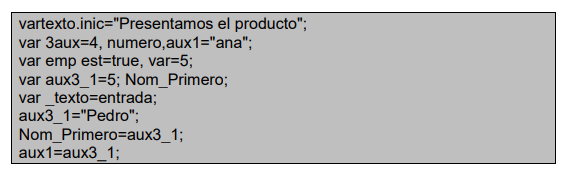 vartexto.inic="Presentamos el producto";
var 3aux=4, numero,aux1="ana";
var emp est=true, var=5;
var aux3_1=5; Nom_Primero;
var _texto=entrada;
aux3_1="Pedro";
Nom_Primero=aux3_1;
aux1=aux3_1;